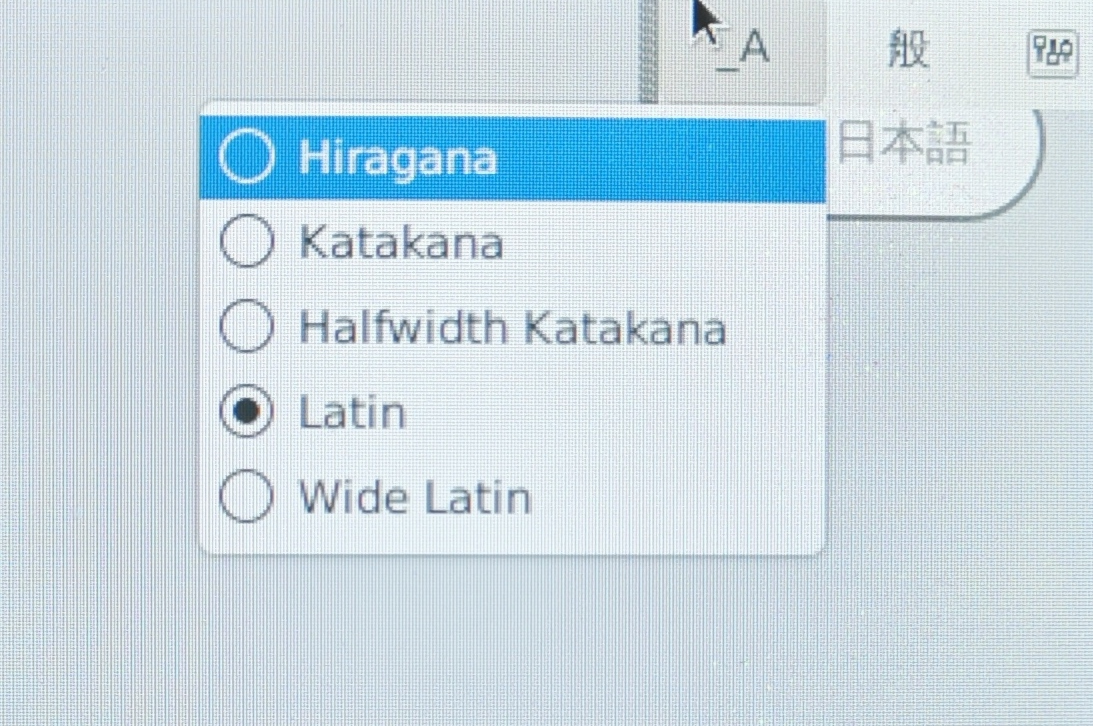 _A 般
日本語
Hiragana
Katakana
Halfwidth Katakana
Latin
Wide Latin